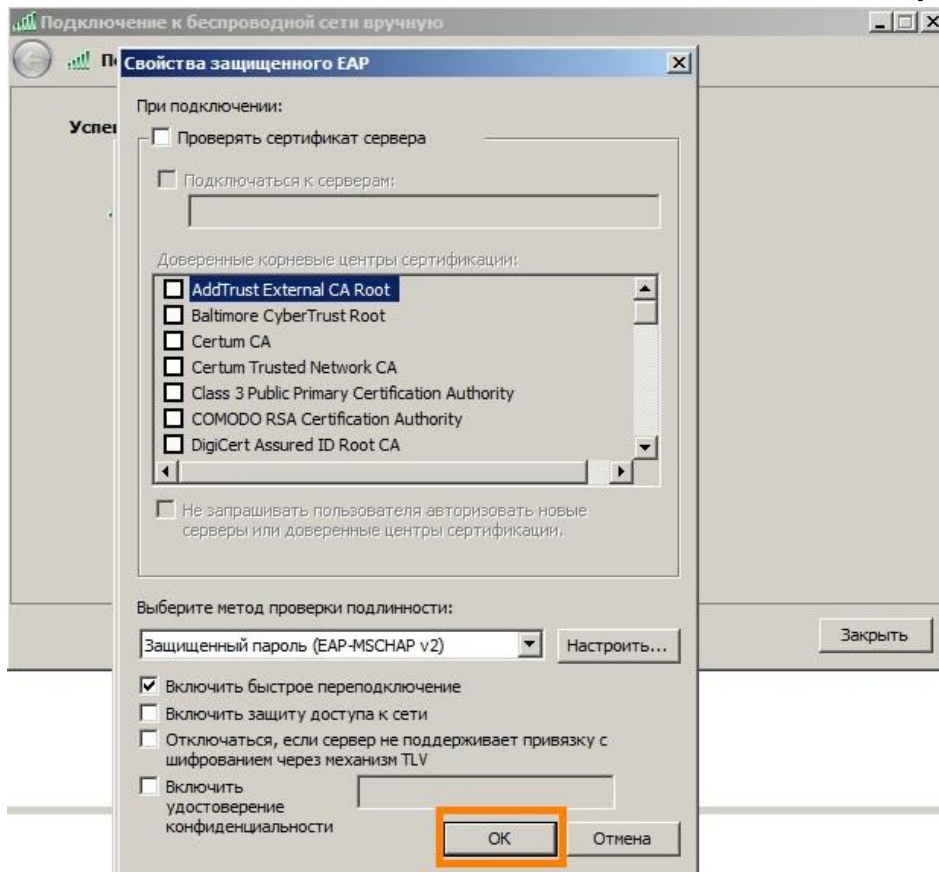 Подключение к беспроводной сети вручную
Свойства защищенного EAP
При подключении:
Проверять сертификат сервера
Подключаться к серверам:
Доверенные корневые центры сертификации:
AddTrust External CA Root
Baltimore CyberTrust Root
Certum CA
Certum Trusted Network CA
Class 3 Public Primary Certification Authority
COMODO RSA Certification Authority
DigiCert Assured ID Root CA
Не запрашивать пользователя авторизовать новые
серверы или доверенные центры сертификации.
Выберите метод проверки подлинности:
Защищенный пароль (EAP-MSCHAP v2)
Настроить...
Включить быстрое переподключение
Включить защиту доступа к сети
Отключаться, если сервер не поддерживает привязку с
шифрованием через механизм TLV
Включить
удостоверение
конфиденциальности
OK
Отмена
Закрыть